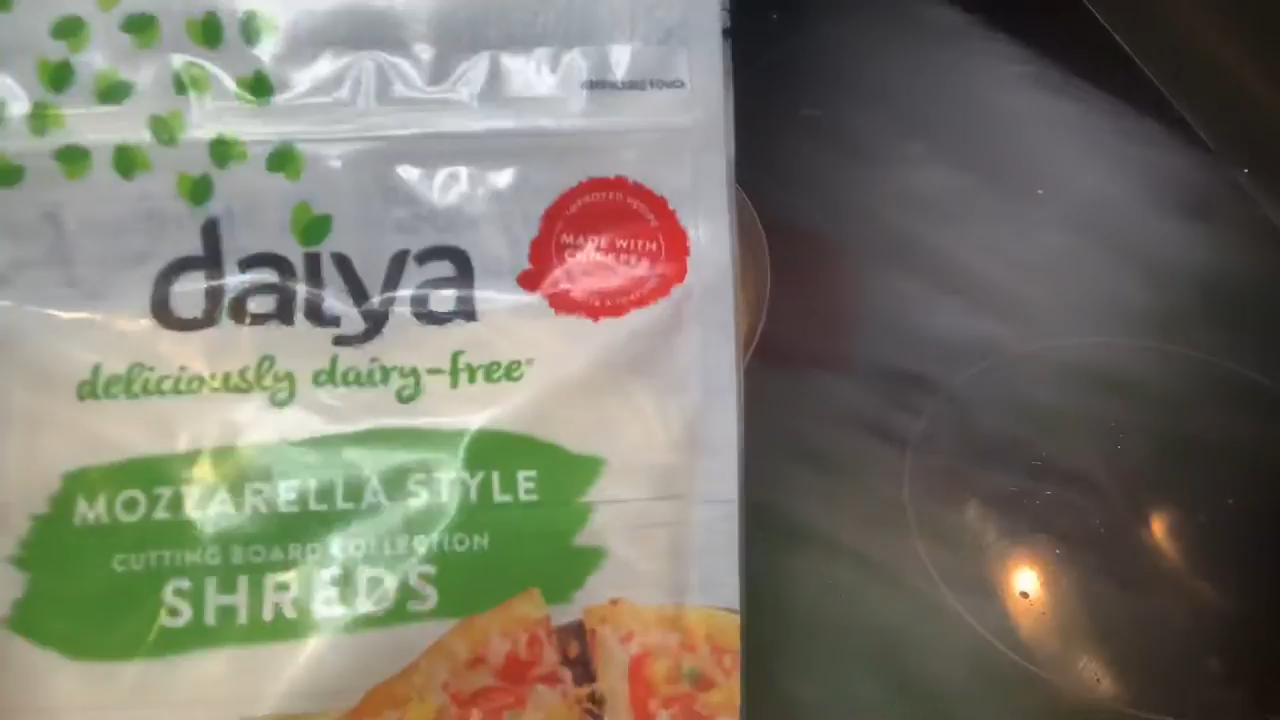 daiya
deliciously dairy-free
MOZZARELLA STYLE
CUTTING BOARD COLLECTION
SHREDS
MADE WITH